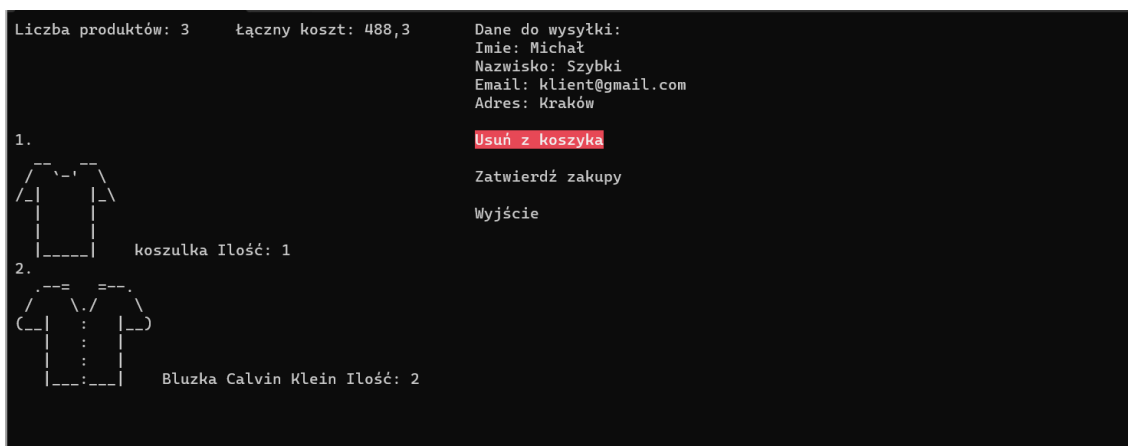 Liczba produktów: 3 Łączny koszt: 488,3
Dane do wysyłki:
Imie: Michał
Nazwisko: Szybki
Email: klient@gmail.com
Adres: Kraków
Usuń z koszyka
Zatwierdź zakupy
Wyjście
1.
koszulka Ilość: 1
2.
Bluzka Calvin Klein Ilość: 2